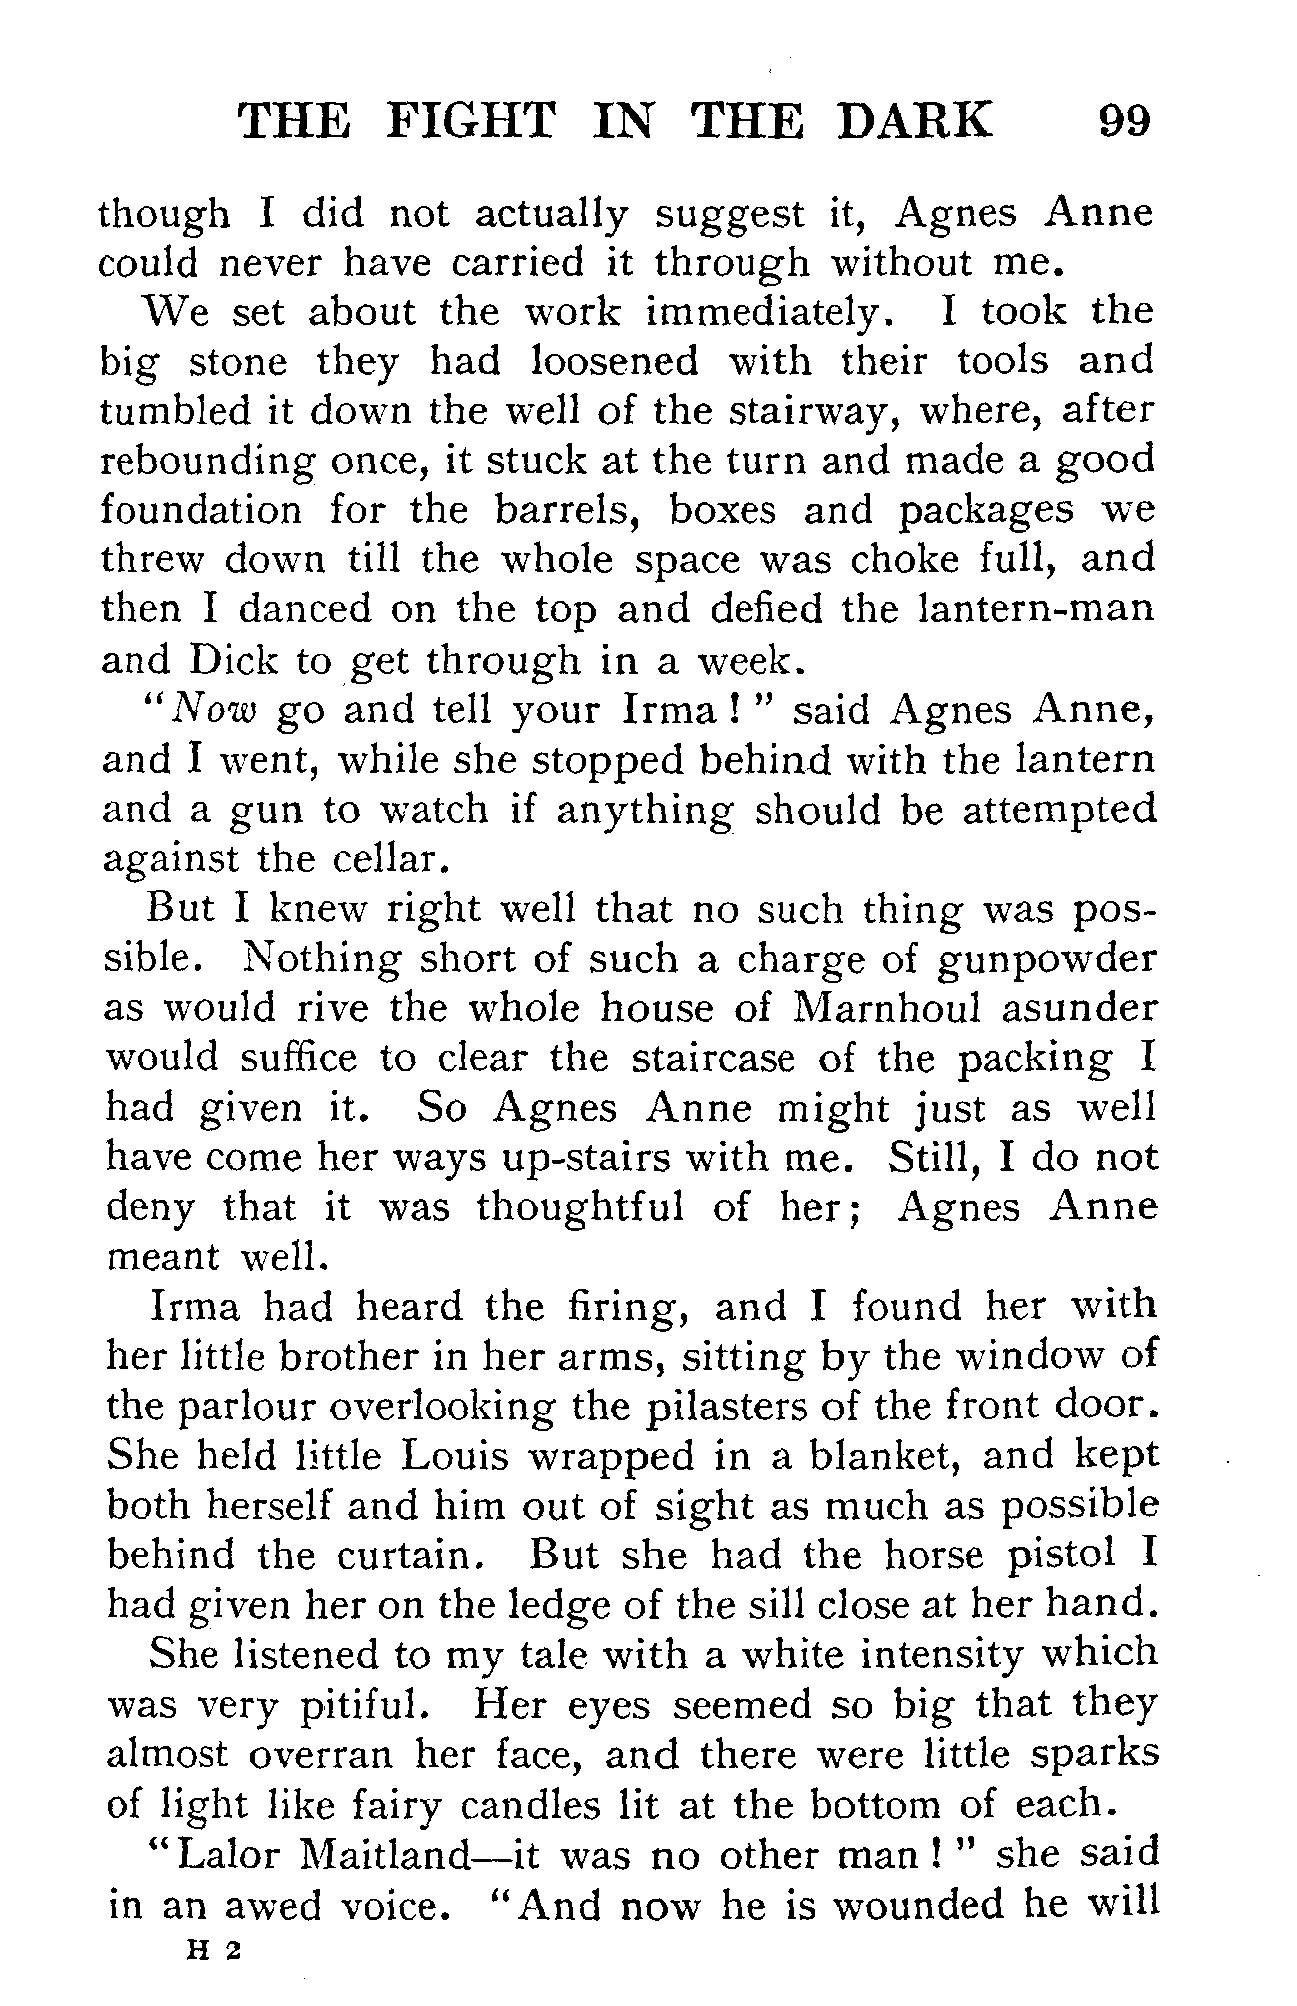 THE FIGHT IN THE DARK 99
though I did not actually suggest it, Agnes Anne
could never have carried it through without me.
We set about the work immediately. I took the
big stone they had loosened with their tools and
tumbled it down the well of the stairway, where, after
rebounding once, it stuck at the turn and made a good
foundation for the barrels, boxes and packages we
threw down till the whole space was choke full, and
then I danced on the top and defied the lantern-man
and Dick to get through in a week.
“Now go and tell your Irma ! ” said Agnes Anne,
and I went, while she stopped behind with the lantern
and a gun to watch if anything should be attempted
against the cellar.
But I knew right well that no such thing was pos-
sible. Nothing short of such a charge of gunpowder
as would rive the whole house of Marnhoul asunder
would suffice to clear the staircase of the packing I
had given it. So Agnes Anne might just as well
have come her ways up-stairs with me. Still, I do not
deny that it was thoughtful of her; Agnes Anne
meant well.
Irma had heard the firing, and I found her with
her little brother in her arms, sitting by the window of
the parlour overlooking the pilasters of the front door.
She held little Louis wrapped in a blanket, and kept
both herself and him out of sight as much as possible
behind the curtain. But she had the horse pistol I
had given her on the ledge of the sill close at her hand.
She listened to my tale with a white intensity which
was very pitiful. Her eyes seemed so big that they
almost overran her face, and there were little sparks
of light like fairy candles lit at the bottom of each.
“Lalor Maitland—it was no other man ! ” she said
in an awed voice. “And now he is wounded he will
H 2